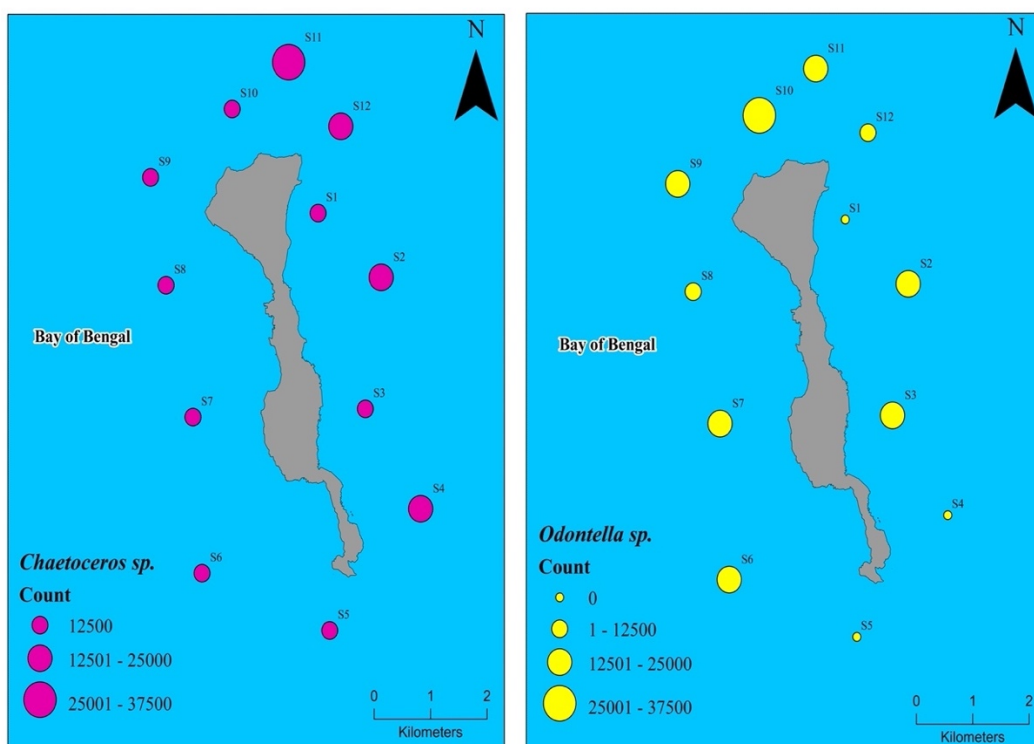 N
S11
S10
S12
S9
S1
S2
S8
Bay of Bengal
S3
S7
S4
S6
S5
Chaetoceros sp.
Count
12500
12501 - 25000
25001 - 37500
0 1 2
Kilometers
N
S11
S10
S12
S9
S1
S2
S8
Bay of Bengal
S3
S7
S4
S6
S5
Odontella sp.
Count
0
1 - 12500
12501 - 25000
25001 - 37500
0 1 2
Kilometers